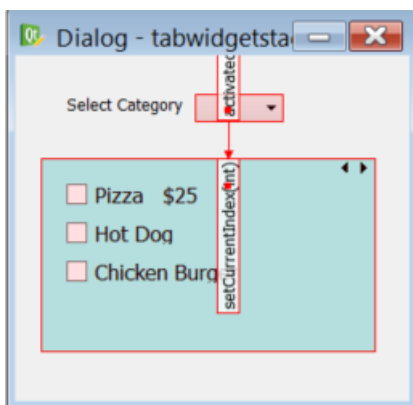 Dialog - tabwidgetsta
activated
Select Category
setCurrentIndex(int)
Pizza $25
Hot Dog
Chicken Burg